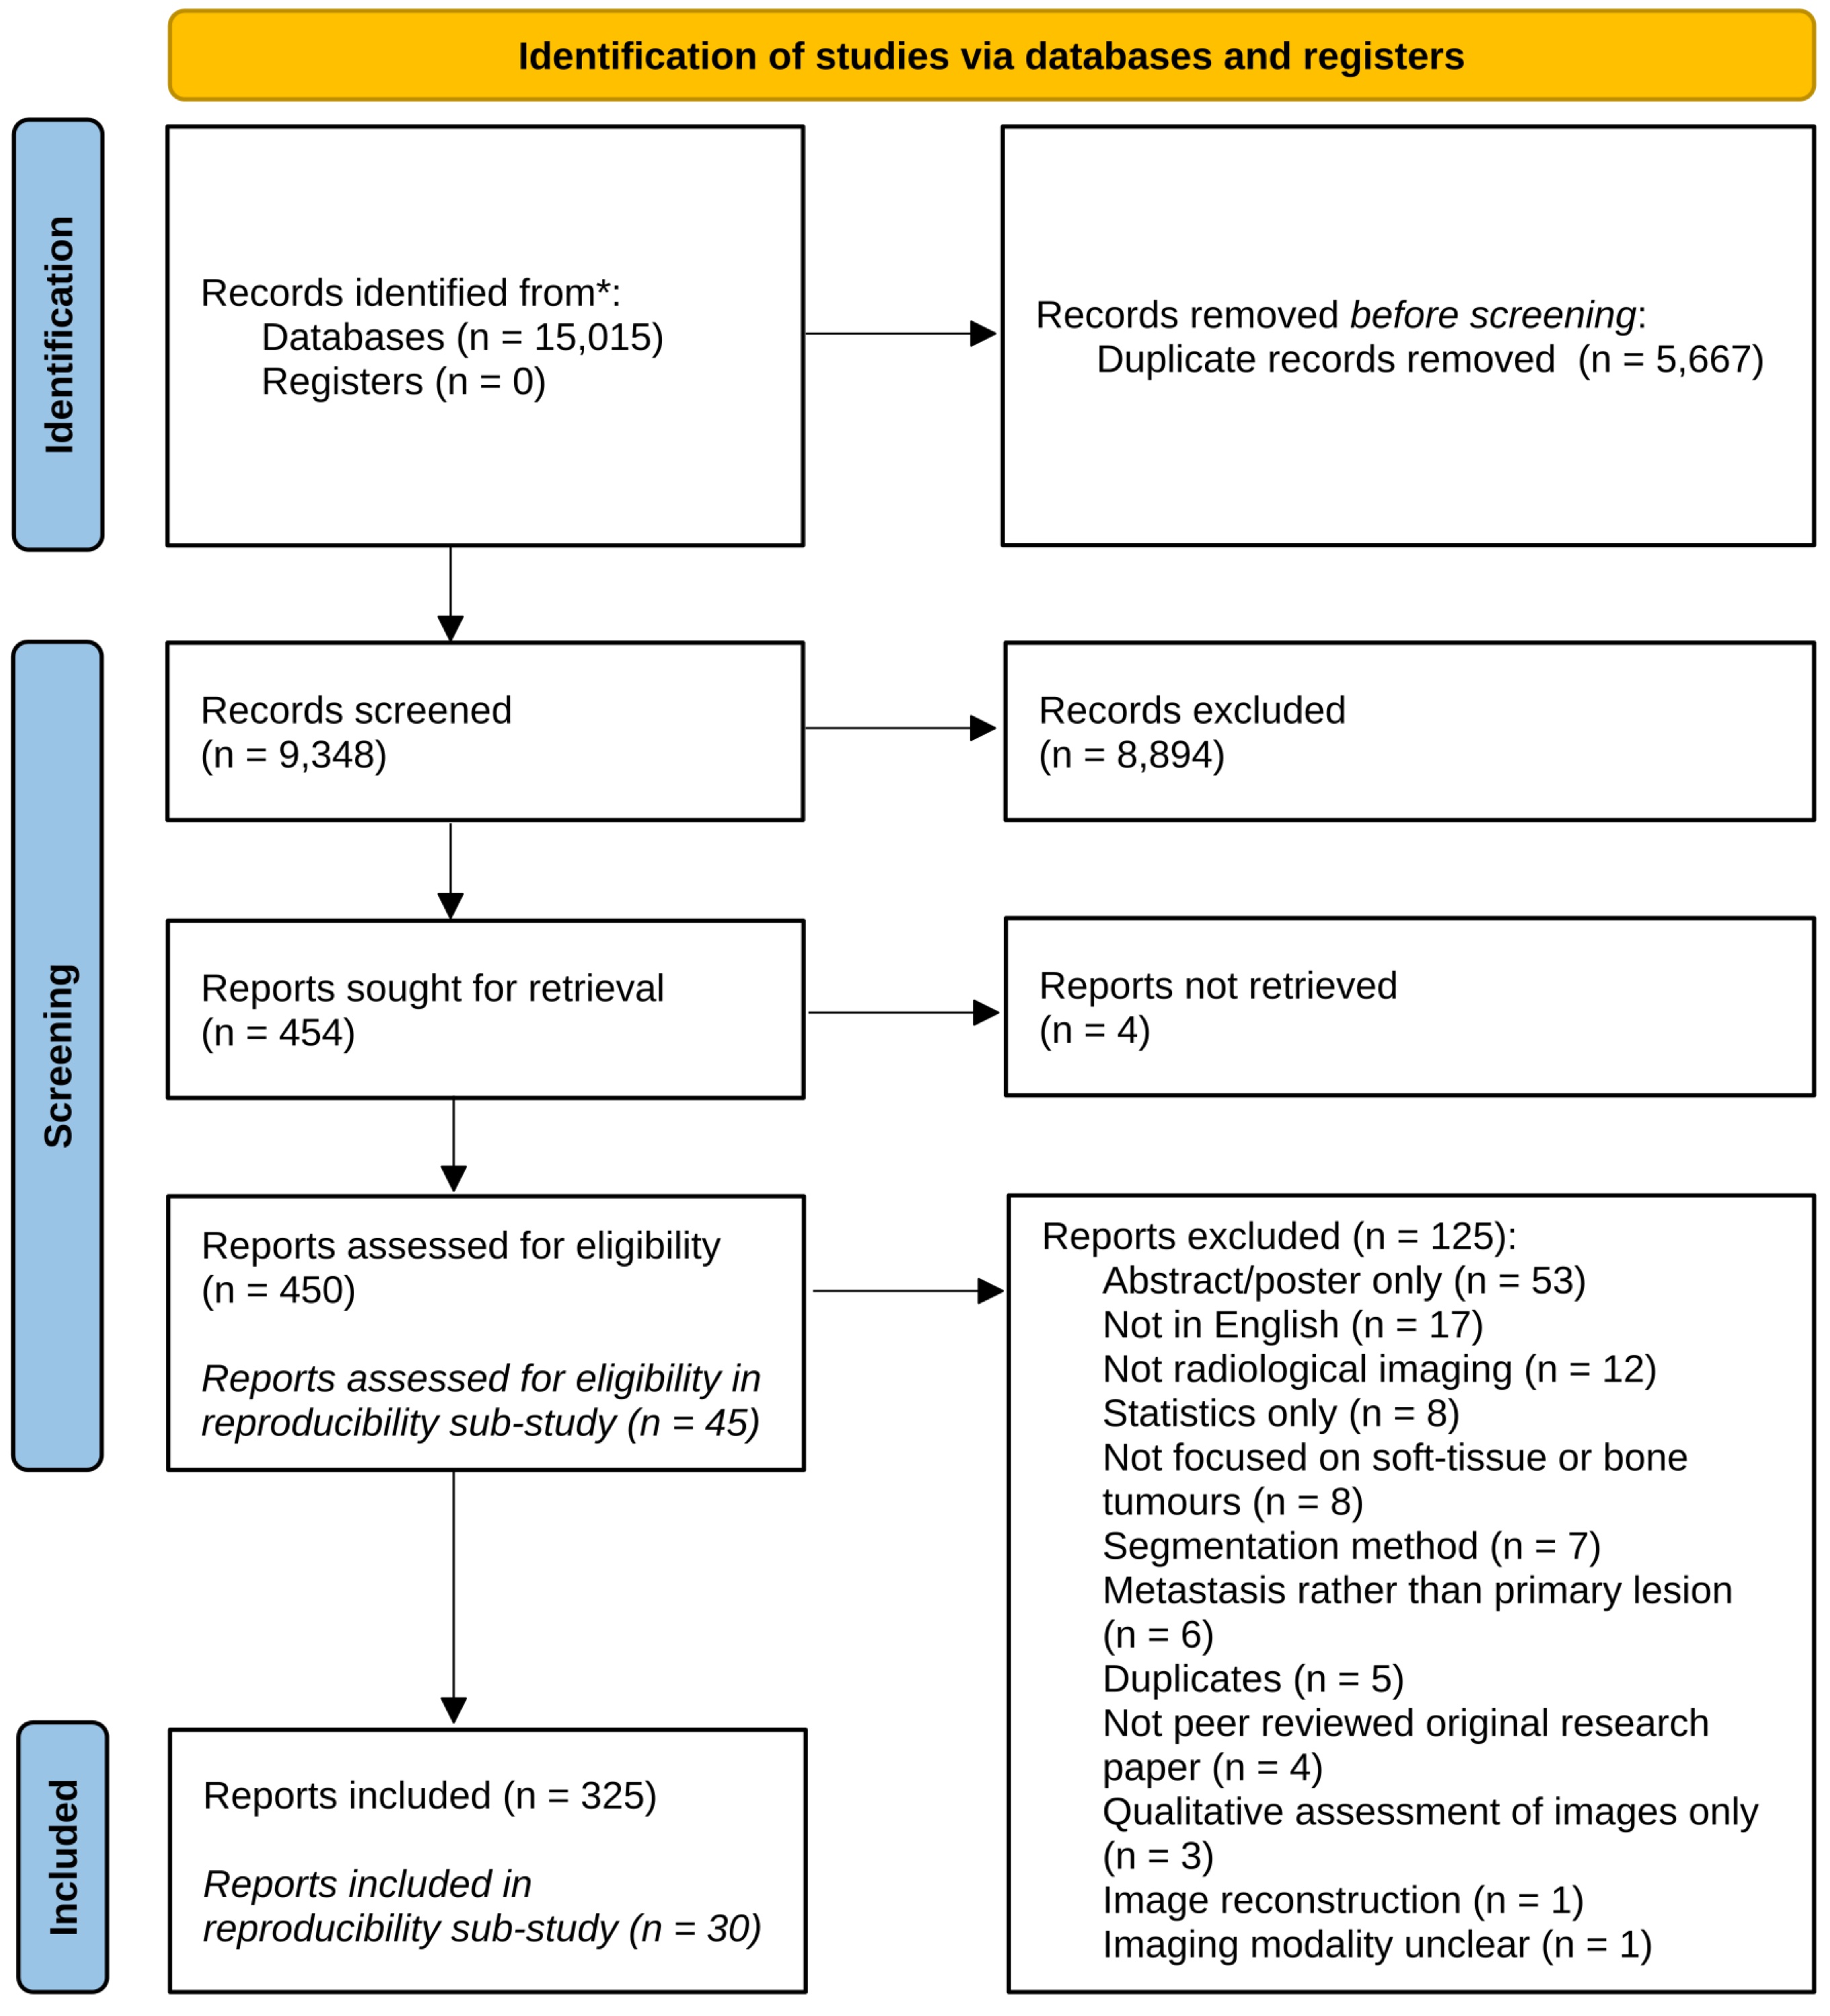 Identification of studies via databases and registers
Identification
Records identified from*:
Databases (n = 15,015)
Registers (n = 0)
Records removed before screening:
Duplicate records removed  (n = 5,667)
Screening
Records screened
(n = 9,348)
Records excluded
(n = 8,894)
Reports sought for retrieval
(n = 454)
Reports not retrieved
(n = 4)
Reports assessed for eligibility
(n = 450)
Reports assessed for eligibility in
reproducibility sub-study (n = 45)
Reports excluded (n = 125):
Abstract/poster only (n = 53)
Not in English (n = 17)
Not radiological imaging (n = 12)
Statistics only (n = 8)
Not focused on soft-tissue or bone
tumours (n = 8)
Segmentation method (n = 7)
Metastasis rather than primary lesion
(n = 6)
Duplicates (n = 5)
Not peer reviewed original research
paper (n = 4)
Qualitative assessment of images only
(n = 3)
Image reconstruction (n = 1)
Imaging modality unclear (n = 1)
Included
Reports included (n = 325)
Reports included in
reproducibility sub-study (n = 30)